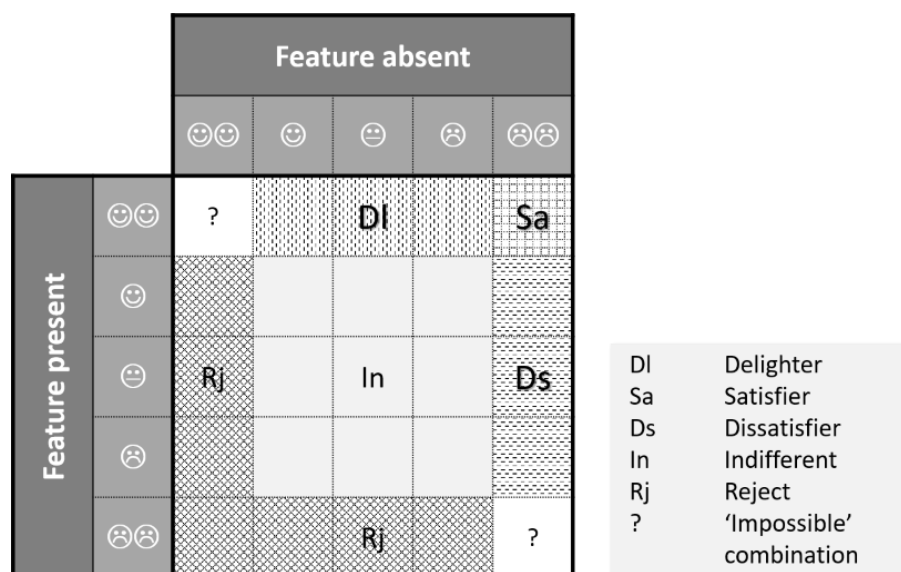 Feature absent
Feature present
? Dl Sa
Rj In Ds
Rj ?
Dl Delighter
Sa Satisfier
Ds Dissatisfier
In Indifferent
Rj Reject
? ‘Impossible’
combination